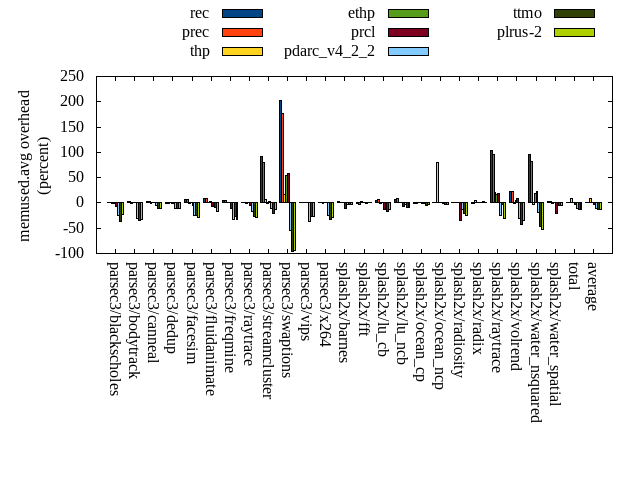 rec
prec
thp
ethp
prcl
pdarc_v4_2_2
ttmo
plrus-2
memused.avg overhead
(percent)
250
200
150
100
50
0
-50
-100
parsec3/blackscholes
parsec3/bodytrack
parsec3/canneal
parsec3/dedup
parsec3/facesim
parsec3/fluidanimate
parsec3/freqmine
parsec3/raytrace
parsec3/streamcluster
parsec3/swaptions
parsec3/vips
parsec3/x264
splash2x/barnes
splash2x/fft
splash2x/lu_cb
splash2x/lu_ncb
splash2x/ocean_cp
splash2x/ocean_ncp
splash2x/radiosity
splash2x/radix
splash2x/raytrace
splash2x/volrend
splash2x/water_nsquared
splash2x/water_spatial
total
average